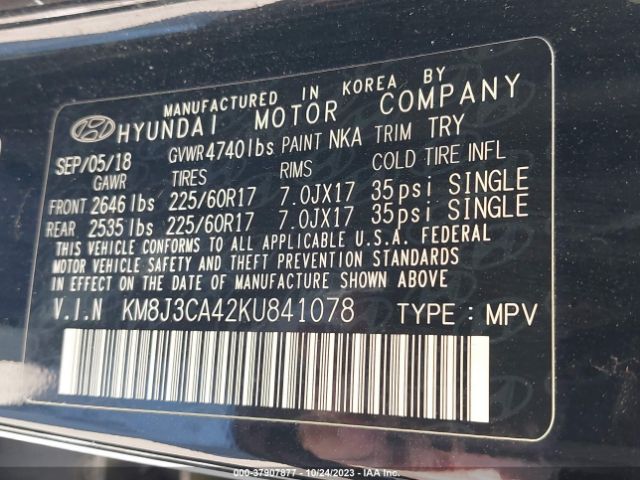 MANUFACTURED IN KOREA BY
HYUNDAI MOTOR COMPANY
SEP/05/18 GVWR 4740 lbs PAINT NKA TRIM TRY
GAWR TIRES RIMS COLD TIRE INFL
FRONT 2646 lbs 225/60R17 7.0JX17 35psi SINGLE
REAR 2535 lbs 225/60R17 7.0JX17 35psi SINGLE
THIS VEHICLE CONFORMS TO ALL APPLICABLE U.S.A. FEDERAL
MOTOR VEHICLE SAFETY AND THEFT PREVENTION STANDARDS
IN EFFECT ON THE DATE OF MANUFACTURE SHOWN ABOVE
V.I.N KM8J3CA42KU841078 TYPE : MPV
000-37907877 - 10/24/2023 - IAA Inc.